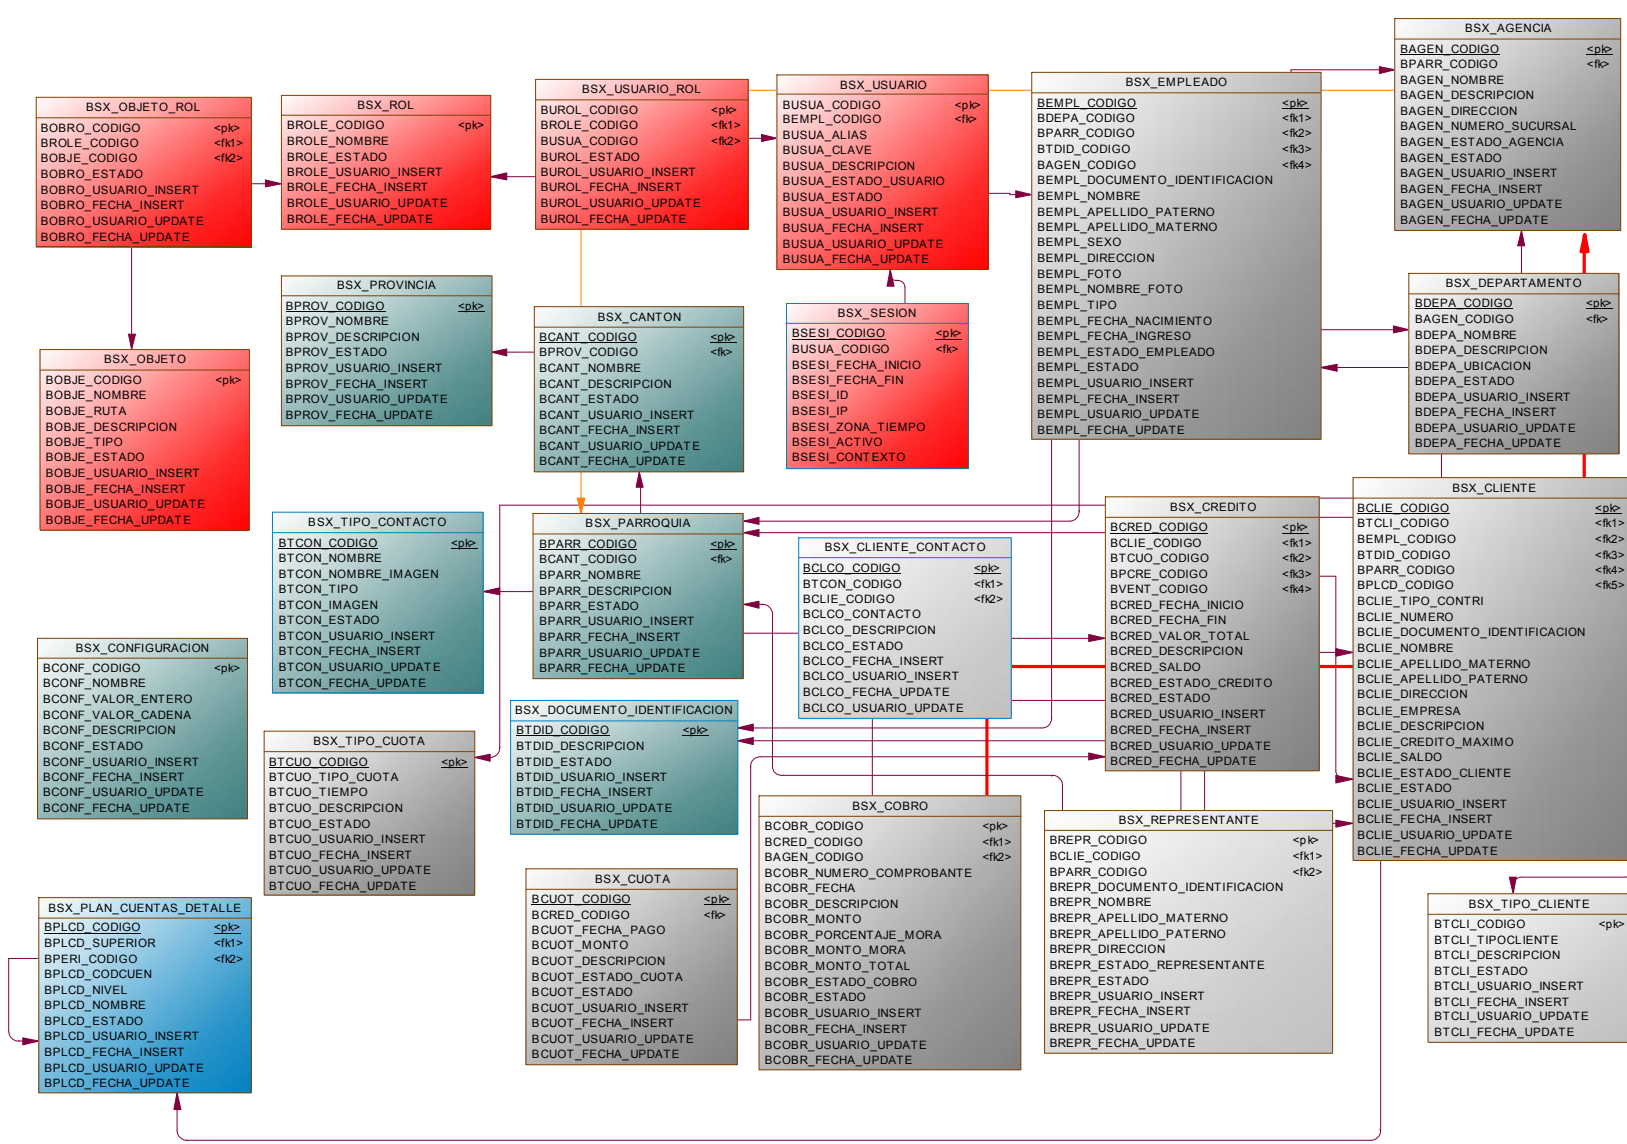 BSX_AGENCIA
BAGEN_CODIGO <pk>
BPARR_CODIGO <fk>
BAGEN_NOMBRE
BAGEN_DESCRIPCION
BAGEN_DIRECCION
BAGEN_NUMERO_SUCURSAL
BAGEN_ESTADO_AGENCIA
BAGEN_ESTADO
BAGEN_USUARIO_INSERT
BAGEN_FECHA_INSERT
BAGEN_USUARIO_UPDATE
BAGEN_FECHA_UPDATE
BSX_OBJETO_ROL
BOBRO_CODIGO <pk>
BROLE_CODIGO <fk1>
BOBJE_CODIGO <fk2>
BOBRO_ESTADO
BOBRO_USUARIO_INSERT
BOBRO_FECHA_INSERT
BOBRO_USUARIO_UPDATE
BOBRO_FECHA_UPDATE
BSX_ROL
BROLE_CODIGO <pk>
BROLE_NOMBRE
BROLE_ESTADO
BROLE_USUARIO_INSERT
BROLE_FECHA_INSERT
BROLE_USUARIO_UPDATE
BROLE_FECHA_UPDATE
BSX_USUARIO_ROL
BUROL_CODIGO <pk>
BROLE_CODIGO <fk1>
BUSUA_CODIGO <fk2>
BUROL_ESTADO
BUROL_USUARIO_INSERT
BUROL_FECHA_INSERT
BUROL_USUARIO_UPDATE
BUROL_FECHA_UPDATE
BSX_USUARIO
BUSUA_CODIGO <pk>
BEMPL_CODIGO <fk>
BUSUA_ALIAS
BUSUA_CLAVE
BUSUA_DESCRIPCION
BUSUA_ESTADO_USUARIO
BUSUA_ESTADO
BUSUA_USUARIO_INSERT
BUSUA_FECHA_INSERT
BUSUA_USUARIO_UPDATE
BUSUA_FECHA_UPDATE
BSX_EMPLEADO
BEMPL_CODIGO <pk>
BDEPA_CODIGO <fk1>
BPARR_CODIGO <fk2>
BTDID_CODIGO <fk3>
BAGEN_CODIGO <fk4>
BEMPL_DOCUMENTO_IDENTIFICACION
BEMPL_NOMBRE
BEMPL_APELLIDO_PATERNO
BEMPL_APELLIDO_MATERNO
BEMPL_SEXO
BEMPL_DIRECCION
BEMPL_FOTO
BEMPL_NOMBRE_FOTO
BEMPL_TIPO
BEMPL_FECHA_NACIMIENTO
BEMPL_FECHA_INGRESO
BEMPL_ESTADO_EMPLEADO
BEMPL_ESTADO
BEMPL_USUARIO_INSERT
BEMPL_FECHA_INSERT
BEMPL_USUARIO_UPDATE
BEMPL_FECHA_UPDATE
BSX_DEPARTAMENTO
BDEPA_CODIGO <pk>
BAGEN_CODIGO <fk>
BDEPA_NOMBRE
BDEPA_DESCRIPCION
BDEPA_UBICACION
BDEPA_ESTADO
BDEPA_USUARIO_INSERT
BDEPA_FECHA_INSERT
BDEPA_USUARIO_UPDATE
BDEPA_FECHA_UPDATE
BSX_PROVINCIA
BPROV_CODIGO <pk>
BPROV_NOMBRE
BPROV_DESCRIPCION
BPROV_ESTADO
BPROV_USUARIO_INSERT
BPROV_FECHA_INSERT
BPROV_USUARIO_UPDATE
BPROV_FECHA_UPDATE
BSX_CANTON
BCANT_CODIGO <pk>
BPROV_CODIGO <fk>
BCANT_NOMBRE
BCANT_DESCRIPCION
BCANT_ESTADO
BCANT_USUARIO_INSERT
BCANT_FECHA_INSERT
BCANT_USUARIO_UPDATE
BCANT_FECHA_UPDATE
BSX_SESION
BSESI_CODIGO <pk>
BUSUA_CODIGO <fk>
BSESI_FECHA_INICIO
BSESI_FECHA_FIN
BSESI_ID
BSESI_IP
BSESI_ZONA_TIEMPO
BSESI_ACTIVO
BSESI_CONTEXTO
BSX_OBJETO
BOBJE_CODIGO <pk>
BOBJE_NOMBRE
BOBJE_RUTA
BOBJE_DESCRIPCION
BOBJE_TIPO
BOBJE_ESTADO
BOBJE_USUARIO_INSERT
BOBJE_FECHA_INSERT
BOBJE_USUARIO_UPDATE
BOBJE_FECHA_UPDATE
BSX_TIPO_CONTACTO
BTCON_CODIGO <pk>
BTCON_NOMBRE
BTCON_NOMBRE_IMAGEN
BTCON_TIPO
BTCON_IMAGEN
BTCON_ESTADO
BTCON_USUARIO_INSERT
BTCON_FECHA_INSERT
BTCON_USUARIO_UPDATE
BTCON_FECHA_UPDATE
BSX_PARROQUIA
BPARR_CODIGO <pk>
BCANT_CODIGO <fk>
BPARR_NOMBRE
BPARR_DESCRIPCION
BPARR_ESTADO
BPARR_USUARIO_INSERT
BPARR_FECHA_INSERT
BPARR_USUARIO_UPDATE
BPARR_FECHA_UPDATE
BSX_CLIENTE_CONTACTO
BCLCO_CODIGO <pk>
BTCON_CODIGO <fk1>
BCLIE_CODIGO <fk2>
BCLCO_CONTACTO
BCLCO_DESCRIPCION
BCLCO_ESTADO
BCLCO_FECHA_INSERT
BCLCO_USUARIO_INSERT
BCLCO_FECHA_UPDATE
BCLCO_USUARIO_UPDATE
BSX_CREDITO
BCRED_CODIGO <pk>
BCLIE_CODIGO <fk1>
BTCUO_CODIGO <fk2>
BPCRE_CODIGO <fk3>
BVENT_CODIGO <fk4>
BCRED_FECHA_INICIO
BCRED_FECHA_FIN
BCRED_VALOR_TOTAL
BCRED_DESCRIPCION
BCRED_SALDO
BCRED_ESTADO_CREDITO
BCRED_ESTADO
BCRED_USUARIO_INSERT
BCRED_FECHA_INSERT
BCRED_USUARIO_UPDATE
BCRED_FECHA_UPDATE
BSX_CLIENTE
BCLIE_CODIGO <pk>
BTCLI_CODIGO <fk1>
BEMPL_CODIGO <fk2>
BTDID_CODIGO <fk3>
BPARR_CODIGO <fk4>
BPLCD_CODIGO <fk5>
BCLIE_TIPO_CONTRI
BCLIE_NUMERO
BCLIE_DOCUMENTO_IDENTIFICACION
BCLIE_NOMBRE
BCLIE_APELLIDO_MATERNO
BCLIE_APELLIDO_PATERNO
BCLIE_DIRECCION
BCLIE_EMPRESA
BCLIE_DESCRIPCION
BCLIE_CREDITO_MAXIMO
BCLIE_SALDO
BCLIE_ESTADO_CLIENTE
BCLIE_ESTADO
BCLIE_USUARIO_INSERT
BCLIE_FECHA_INSERT
BCLIE_USUARIO_UPDATE
BCLIE_FECHA_UPDATE
BSX_CONFIGURACION
BCONF_CODIGO <pk>
BCONF_NOMBRE
BCONF_VALOR_ENTERO
BCONF_VALOR_CADENA
BCONF_DESCRIPCION
BCONF_ESTADO
BCONF_USUARIO_INSERT
BCONF_FECHA_INSERT
BCONF_USUARIO_UPDATE
BCONF_FECHA_UPDATE
BSX_TIPO_CUOTA
BTCUO_CODIGO <pk>
BTCUO_TIPO_CUOTA
BTCUO_TIEMPO
BTCUO_DESCRIPCION
BTCUO_ESTADO
BTCUO_USUARIO_INSERT
BTCUO_FECHA_INSERT
BTCUO_USUARIO_UPDATE
BTCUO_FECHA_UPDATE
BSX_DOCUMENTO_IDENTIFICACION
BTDID_CODIGO <pk>
BTDID_DESCRIPCION
BTDID_ESTADO
BTDID_USUARIO_INSERT
BTDID_FECHA_INSERT
BTDID_USUARIO_UPDATE
BTDID_FECHA_UPDATE
BSX_COBRO
BCOBR_CODIGO <pk>
BCRED_CODIGO <fk1>
BAGEN_CODIGO <fk2>
BCOBR_NUMERO_COMPROBANTE
BCOBR_FECHA
BCOBR_DESCRIPCION
BCOBR_MONTO
BCOBR_PORCENTAJE_MORA
BCOBR_MONTO_MORA
BCOBR_MONTO_TOTAL
BCOBR_ESTADO_COBRO
BCOBR_ESTADO
BCOBR_USUARIO_INSERT
BCOBR_FECHA_INSERT
BCOBR_USUARIO_UPDATE
BCOBR_FECHA_UPDATE
BSX_REPRESENTANTE
BREPR_CODIGO <pk>
BCLIE_CODIGO <fk1>
BPARR_CODIGO <fk2>
BREPR_DOCUMENTO_IDENTIFICACION
BREPR_NOMBRE
BREPR_APELLIDO_MATERNO
BREPR_APELLIDO_PATERNO
BREPR_DIRECCION
BREPR_ESTADO_REPRESENTANTE
BREPR_ESTADO
BREPR_USUARIO_INSERT
BREPR_FECHA_INSERT
BREPR_USUARIO_UPDATE
BREPR_FECHA_UPDATE
BSX_CUOTA
BCUOT_CODIGO <pk>
BCRED_CODIGO <fk>
BCUOT_FECHA_PAGO
BCUOT_MONTO
BCUOT_DESCRIPCION
BCUOT_ESTADO_CUOTA
BCUOT_ESTADO
BCUOT_USUARIO_INSERT
BCUOT_FECHA_INSERT
BCUOT_USUARIO_UPDATE
BCUOT_FECHA_UPDATE
BSX_PLAN_CUENTAS_DETALLE
BPLCD_CODIGO <pk>
BPLCD_SUPERIOR <fk1>
BPERI_CODIGO <fk2>
BPLCD_CODCUEN
BPLCD_NIVEL
BPLCD_NOMBRE
BPLCD_ESTADO
BPLCD_USUARIO_INSERT
BPLCD_FECHA_INSERT
BPLCD_USUARIO_UPDATE
BPLCD_FECHA_UPDATE
BSX_TIPO_CLIENTE
BTCLI_CODIGO <pk>
BTCLI_TIPOCLIENTE
BTCLI_DESCRIPCION
BTCLI_ESTADO
BTCLI_USUARIO_INSERT
BTCLI_FECHA_INSERT
BTCLI_USUARIO_UPDATE
BTCLI_FECHA_UPDATE